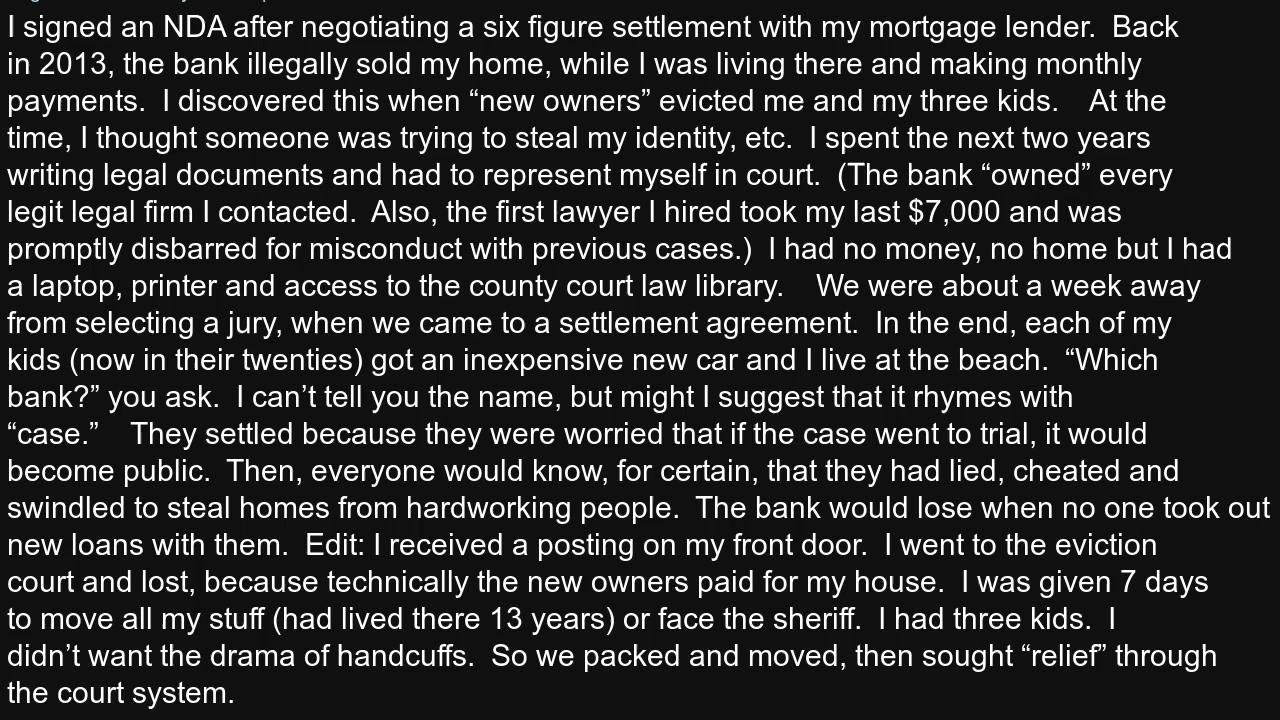 I signed an NDA after negotiating a six figure settlement with my mortgage lender.  Back
in 2013, the bank illegally sold my home, while I was living there and making monthly
payments.  I discovered this when “new owners” evicted me and my three kids.    At the
time, I thought someone was trying to steal my identity, etc.  I spent the next two years
writing legal documents and had to represent myself in court.  (The bank “owned” every
legit legal firm I contacted.  Also, the first lawyer I hired took my last $7,000 and was
promptly disbarred for misconduct with previous cases.)  I had no money, no home but I had
a laptop, printer and access to the county court law library.    We were about a week away
from selecting a jury, when we came to a settlement agreement.  In the end, each of my
kids (now in their twenties) got an inexpensive new car and I live at the beach.  “Which
bank?” you ask.  I can’t tell you the name, but might I suggest that it rhymes with
“case.”    They settled because they were worried that if the case went to trial, it would
become public.  Then, everyone would know, for certain, that they had lied, cheated and
swindled to steal homes from hardworking people.  The bank would lose when no one took out
new loans with them.  Edit: I received a posting on my front door.  I went to the eviction
court and lost, because technically the new owners paid for my house.  I was given 7 days
to move all my stuff (had lived there 13 years) or face the sheriff.  I had three kids.  I
didn’t want the drama of handcuffs.  So we packed and moved, then sought “relief” through
the court system.